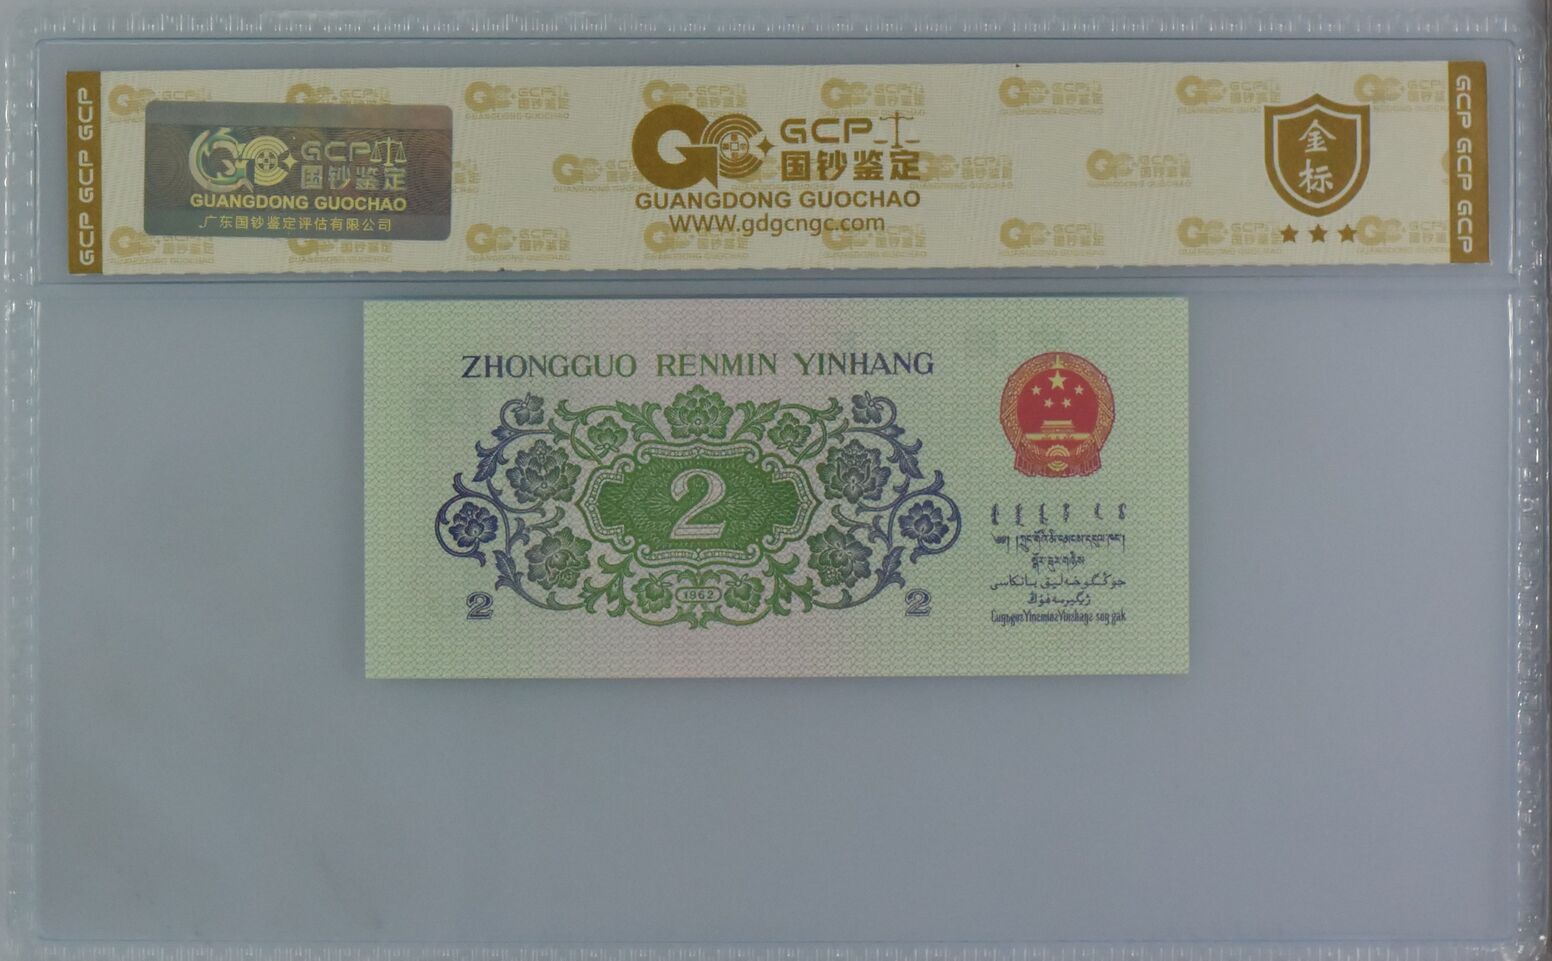 GCP GCP GCP
GCP 国钞鉴定
GUANGDONG GUOCHAO
广东国钞鉴定评估有限公司
GCP 国钞鉴定
GUANGDONG GUOCHAO
WWW.gdgcngc.com
金标
GCP GCP GCP
ZHONGGUO RENMIN YINHANG
2
1962
2 2
جۇڭگوخەلىق بانكاسى